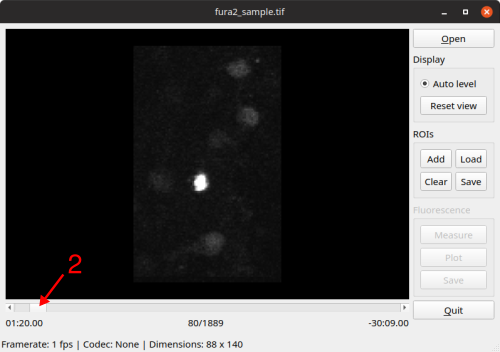 fura2_sample.tif
Open
Display
Auto level
Reset view
ROIs
Add Load
Clear Save
Fluorescence
Measure
Plot
Save
2
01:20.00 80/1889 -30:09.00 Quit
Framerate: 1 fps | Codec: None | Dimensions: 88 x 140